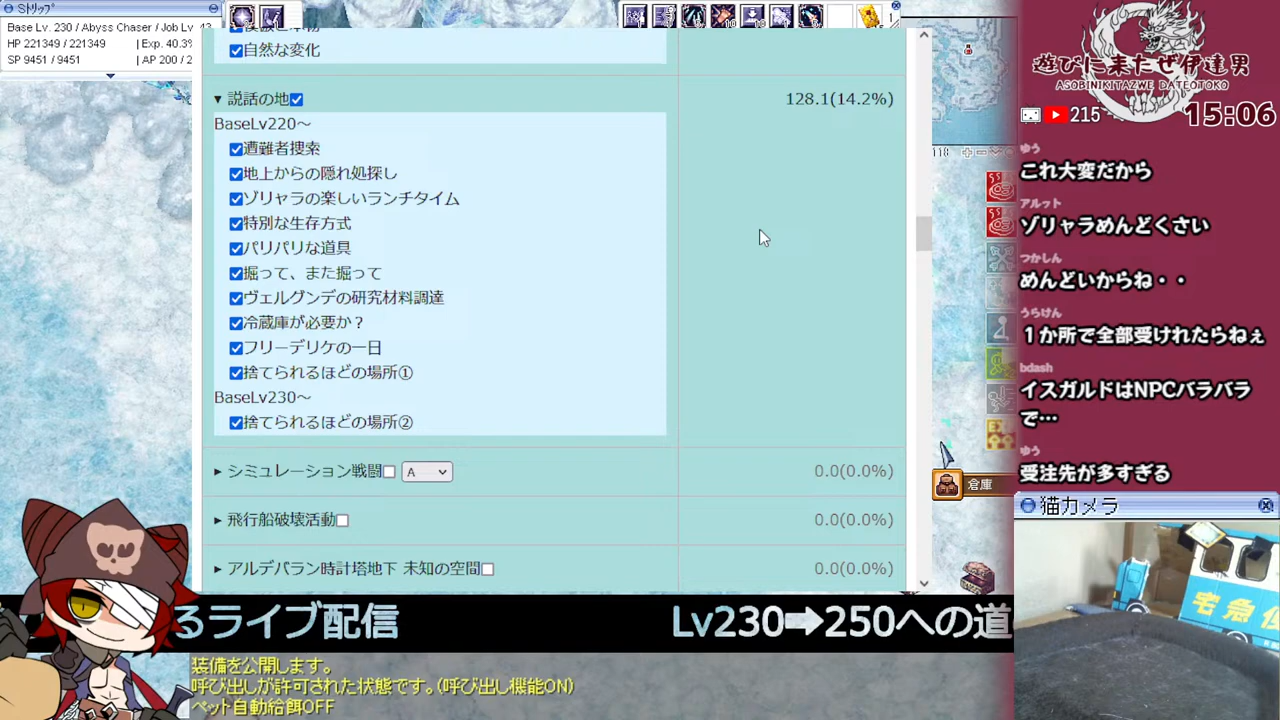 Base Lv. 230 / Abyss Chaser / Job Lv. 43
HP 221349 / 221349 | Exp. 40.3%
SP 9451 / 9451 | AP 200 / 2
自然な変化
▼ 説話の地
128.1(14.2%)
BaseLv220～
遭難者捜索
地上からの隠れ処探し
ゾリャラの楽しいランチタイム
特別な生存方式
パリパリな道具
掘って、また掘って
ヴェルグンデの研究材料調達
冷蔵庫が必要か？
フリーデリケの一日
捨てられるほどの場所①
BaseLv230～
捨てられるほどの場所②
► シミュレーション戦闘 A
0.0(0.0%)
► 飛行船破壊活動
0.0(0.0%)
► アルデバラン時計塔地下 未知の空間
0.0(0.0%)
118
倉庫
遊びに来たぜ伊達男
ASOBINIKITAZWE DATEOTOKO
215
15:06
ゆう
これ大変だから
アルット
ゾリャラめんどくさい
つかしん
めんどいからね・・
うらけん
１か所で全部受けれたらねぇ
bdash
イスガルドはNPCバラバラ
で…
ゆう
受注先が多すぎる
猫カメラ
宅急
るライブ配信
Lv230➡250への道
装備を公開します。
呼び出しが許可された状態です。(呼び出し機能ON)
ペット自動給餌OFF